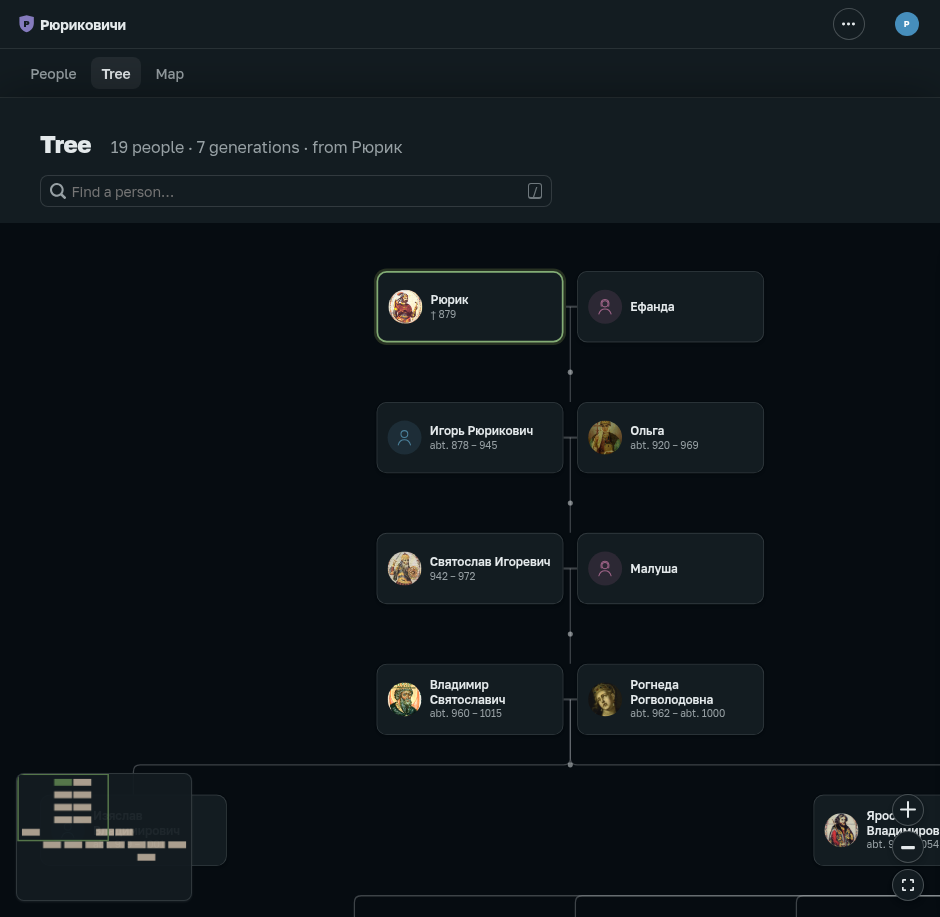 Рюриковичи
P
People
Tree
Map
Tree
19 people · 7 generations · from Рюрик
Find a person...
/
Рюрик
† 879
Ефанда
Игорь Рюрикович
abt. 878 – 945
Ольга
abt. 920 – 969
Святослав Игоревич
942 – 972
Малуша
Владимир
Святославич
abt. 960 – 1015
Рогнеда
Рогволодовна
abt. 962 – abt. 1000